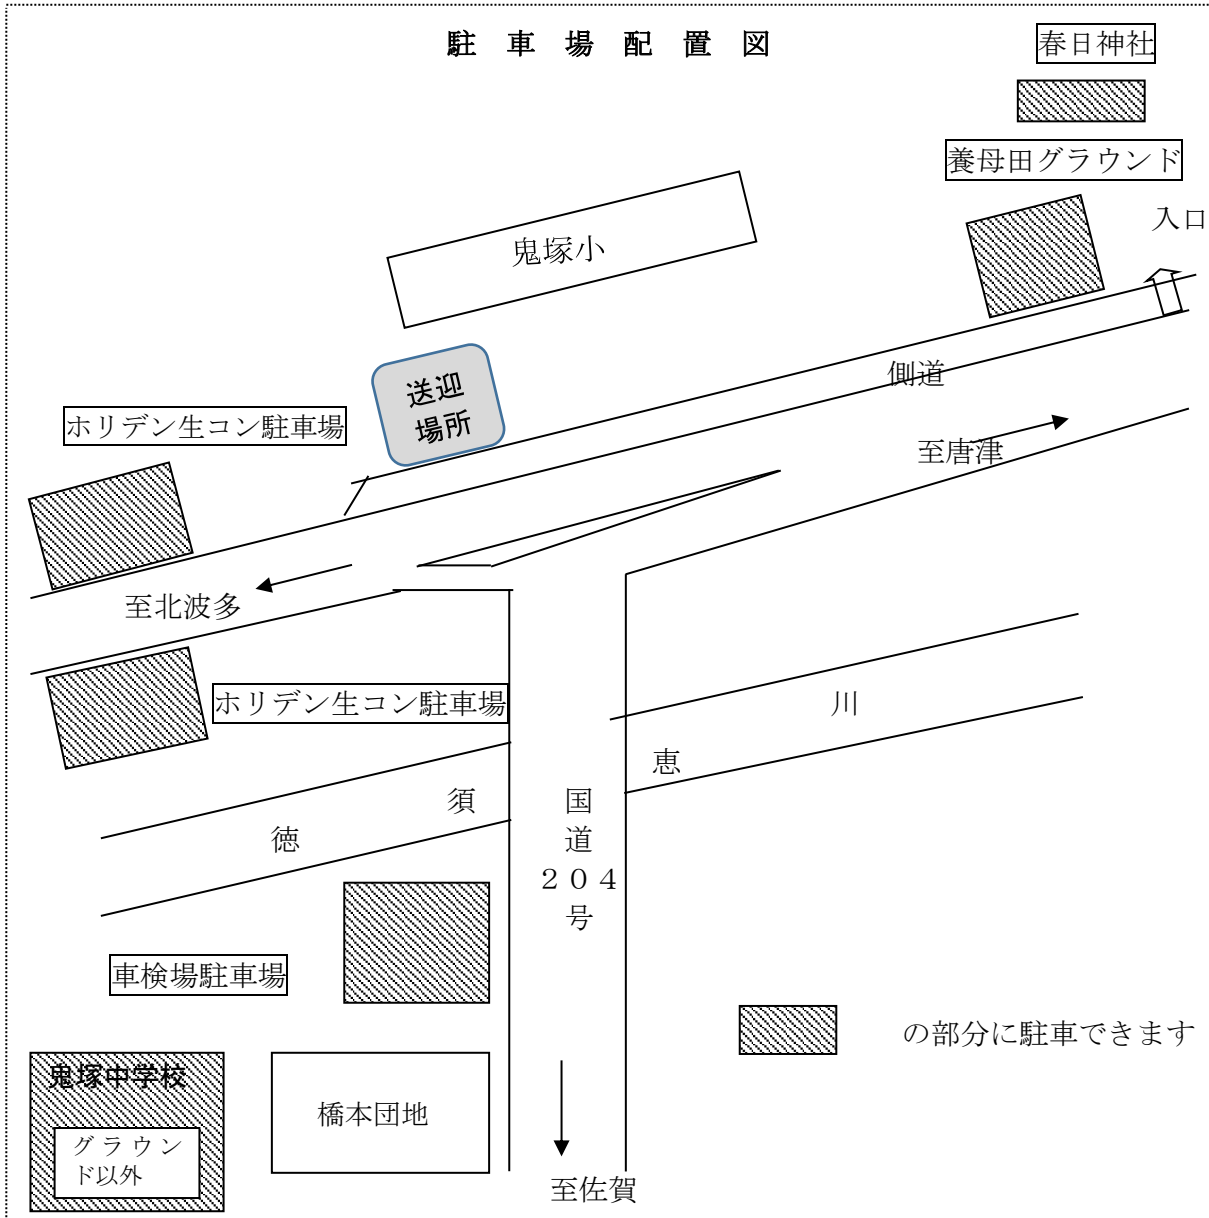 駐車場配置図
春日神社
養母田グラウンド
入口
鬼塚小
側道
送迎
場所
ホリデン生コン駐車場
至唐津
至北波多
ホリデン生コン駐車場
川
恵
須
徳
国
道
２０４
号
車検場駐車場
の部分に駐車できます
鬼塚中学校
グラウン
ド以外
橋本団地
至佐賀